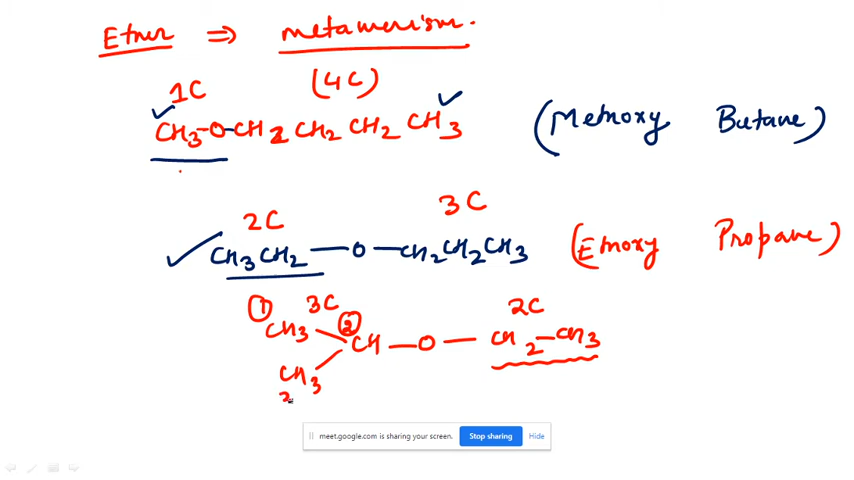 Ether ⇒ metamerism.
1C (4C)
CH3-O-CH2 CH2 CH2 CH3 (Methoxy Butane)
2C 3C
CH3CH2 — O — CH2CH2CH3 (Ethoxy Propane)
① 3C ② 2C
CH3 CH — O — CH2-CH3
CH3
meet.google.com is sharing your screen. Stop sharing Hide